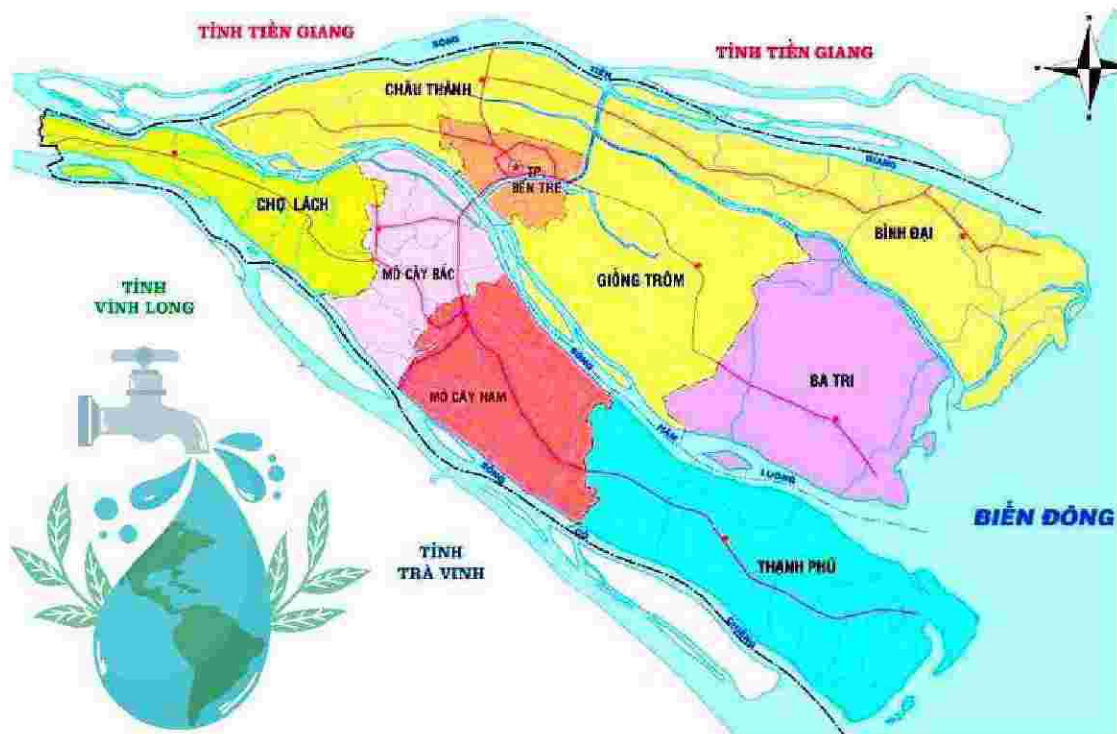 TỈNH TIỀN GIANG
TỈNH TIỀN GIANG
SÔNG
TIỀN
GIANG
CHÂU THÀNH
TP.
BẾN TRE
CHỢ LÁCH
BÌNH ĐẠI
MỎ CÀY BẮC
GIỒNG TRÔM
TỈNH
VĨNH LONG
SÔNG
HÀM
LUÔNG
BA TRI
MỎ CÀY NAM
SÔNG
CỔ
CHIÊN
BIỂN ĐÔNG
TỈNH
TRÀ VINH
THẠNH PHÚ